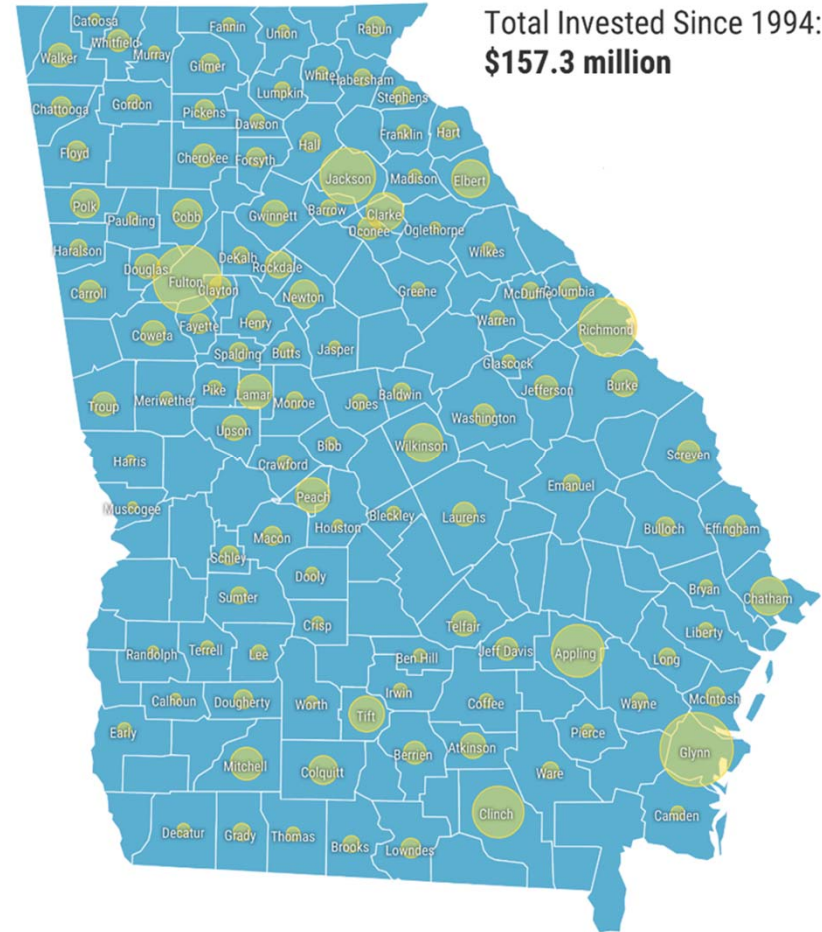 Total Invested Since 1994:
$157.3 million
Catoosa
Fannin
Union
Rabun
Whitfield
Murray
Walker
Gilmer
White
Habersham
Lumpkin
Stephens
Chattooga
Gordon
Pickens
Dawson
Franklin
Hart
Hall
Floyd
Cherokee
Forsyth
Jackson
Madison
Elbert
Polk
Paulding
Cobb
Gwinnett
Barrow
Clarke
Oconee
Oglethorpe
Haralson
Douglas
DeKalb
Rockdale
Wilkes
Carroll
Fulton
Clayton
Newton
Greene
McDuffie
Columbia
Coweta
Fayette
Henry
Warren
Richmond
Spalding
Butts
Jasper
Glascock
Troup
Meriwether
Pike
Lamar
Monroe
Jones
Baldwin
Jefferson
Burke
Upson
Washington
Harris
Crawford
Bibb
Wilkinson
Screven
Muscogee
Peach
Houston
Bleckley
Laurens
Emanuel
Macon
Bulloch
Effingham
Schley
Dooly
Sumter
Bryan
Chatham
Crisp
Telfair
Liberty
Randolph
Terrell
Lee
Ben Hill
Jeff Davis
Appling
Long
Calhoun
Dougherty
Worth
Irwin
Coffee
Wayne
McIntosh
Tift
Early
Pierce
Mitchell
Colquitt
Berrien
Atkinson
Ware
Glynn
Clinch
Camden
Decatur
Grady
Thomas
Brooks
Lowndes